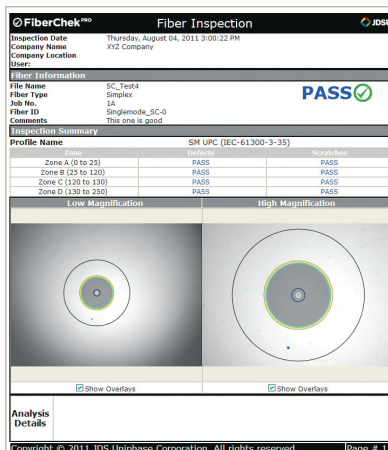 FiberChek PRO Fiber Inspection JDSU
Inspection Date Thursday, August 04, 2011 3:00:22 PM
Company Name XYZ Company
Company Location
User:
Fiber Information
File Name SC_Test4
Fiber Type Simplex
Job No. 1A
Fiber ID Singlemode_SC-0
Comments This one is good
PASS
Inspection Summary
Profile Name SM UPC (IEC-61300-3-35)
Zone Defects Scratches
Zone A (0 to 25) PASS PASS
Zone B (25 to 120) PASS PASS
Zone C (120 to 130) PASS PASS
Zone D (130 to 250) PASS PASS
Low Magnification High Magnification
Show Overlays Show Overlays
Analysis
Details
Copyright © 2011 JDS Uniphase Corporation. All rights reserved. Page # 1